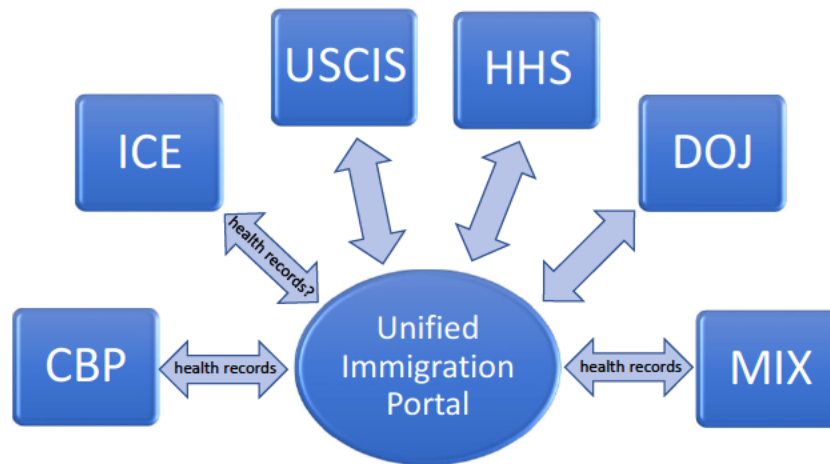 USCIS
HHS
ICE
DOJ
health records?
Unified
Immigration
Portal
CBP
health records
health records
MIX